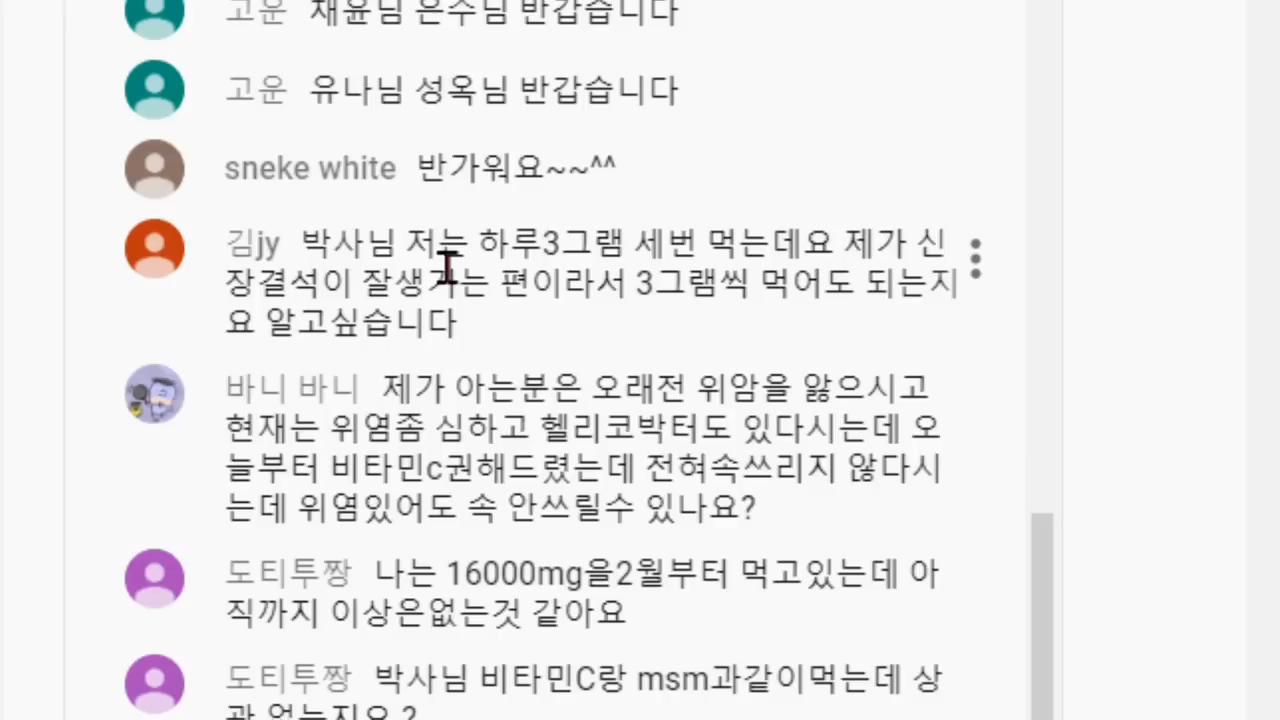 고운 채윤님 은수님 반갑습니다
고운 유나님 성옥님 반갑습니다
sneke white 반가워요~~^^
김jy 박사님 저는 하루3그램 세번 먹는데요 제가 신
장결석이 잘생기는 편이라서 3그램씩 먹어도 되는지
요 알고싶습니다
바니 바니 제가 아는분은 오래전 위암을 앓으시고
현재는 위염좀 심하고 헬리코박터도 있다시는데 오
늘부터 비타민c권해드렸는데 전혀속쓰리지 않다시
는데 위염있어도 속 안쓰릴수 있나요?
도티투짱 나는 16000mg을2월부터 먹고있는데 아
직까지 이상은없는것 같아요
도티투짱 박사님 비타민C랑 msm과같이먹는데 상
관 없는지요 ?